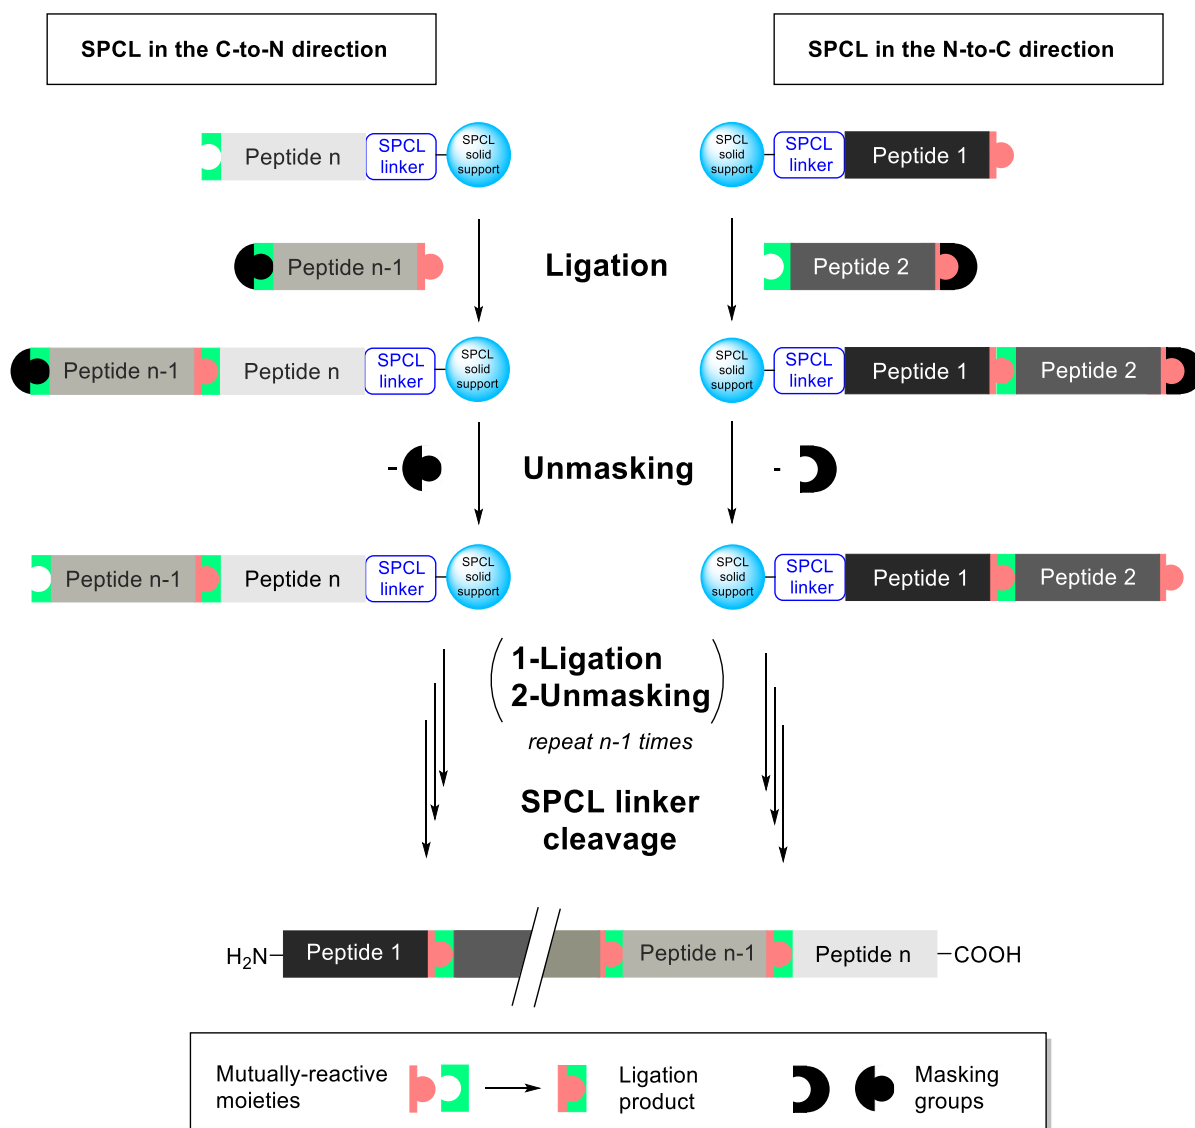 SPCL in the C-to-N direction
SPCL in the N-to-C direction
Peptide n
SPCL
linker
SPCL
solid
support
SPCL
solid
support
SPCL
linker
Peptide 1
Peptide n-1
Ligation
Peptide 2
Peptide n-1
Peptide n
SPCL
linker
SPCL
solid
support
SPCL
solid
support
SPCL
linker
Peptide 1
Peptide 2
-
Unmasking
-
Peptide n-1
Peptide n
SPCL
linker
SPCL
solid
support
SPCL
solid
support
SPCL
linker
Peptide 1
Peptide 2
1-Ligation
2-Unmasking
repeat n-1 times
SPCL linker
cleavage
H₂N
Peptide 1
Peptide n-1
Peptide n
COOH
Mutually-reactive
moieties
Ligation
product
Masking
groups